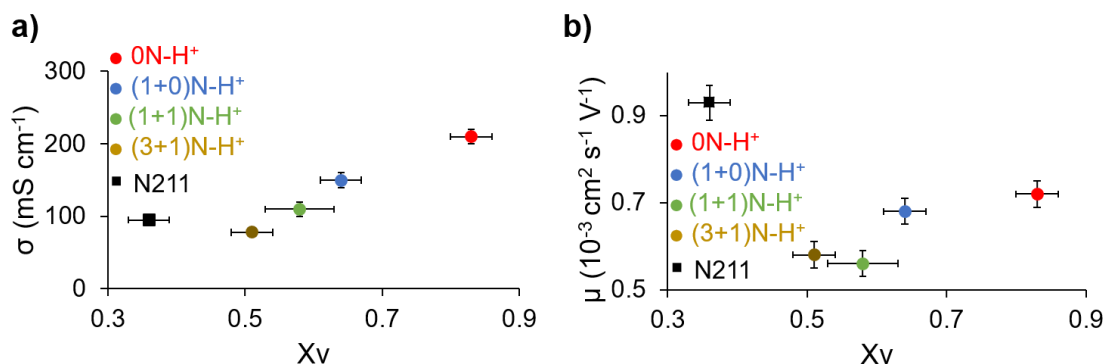 a)
0N-H⁺
(1+0)N-H⁺
(1+1)N-H⁺
(3+1)N-H⁺
N211
300
200
100
0
σ (mS cm⁻¹)
0.3 0.5 0.7 0.9
Xv
b)
0.9
0.7
0.5
μ (10⁻³ cm² s⁻¹ V⁻¹)
0N-H⁺
(1+0)N-H⁺
(1+1)N-H⁺
(3+1)N-H⁺
N211
0.3 0.5 0.7 0.9
Xv